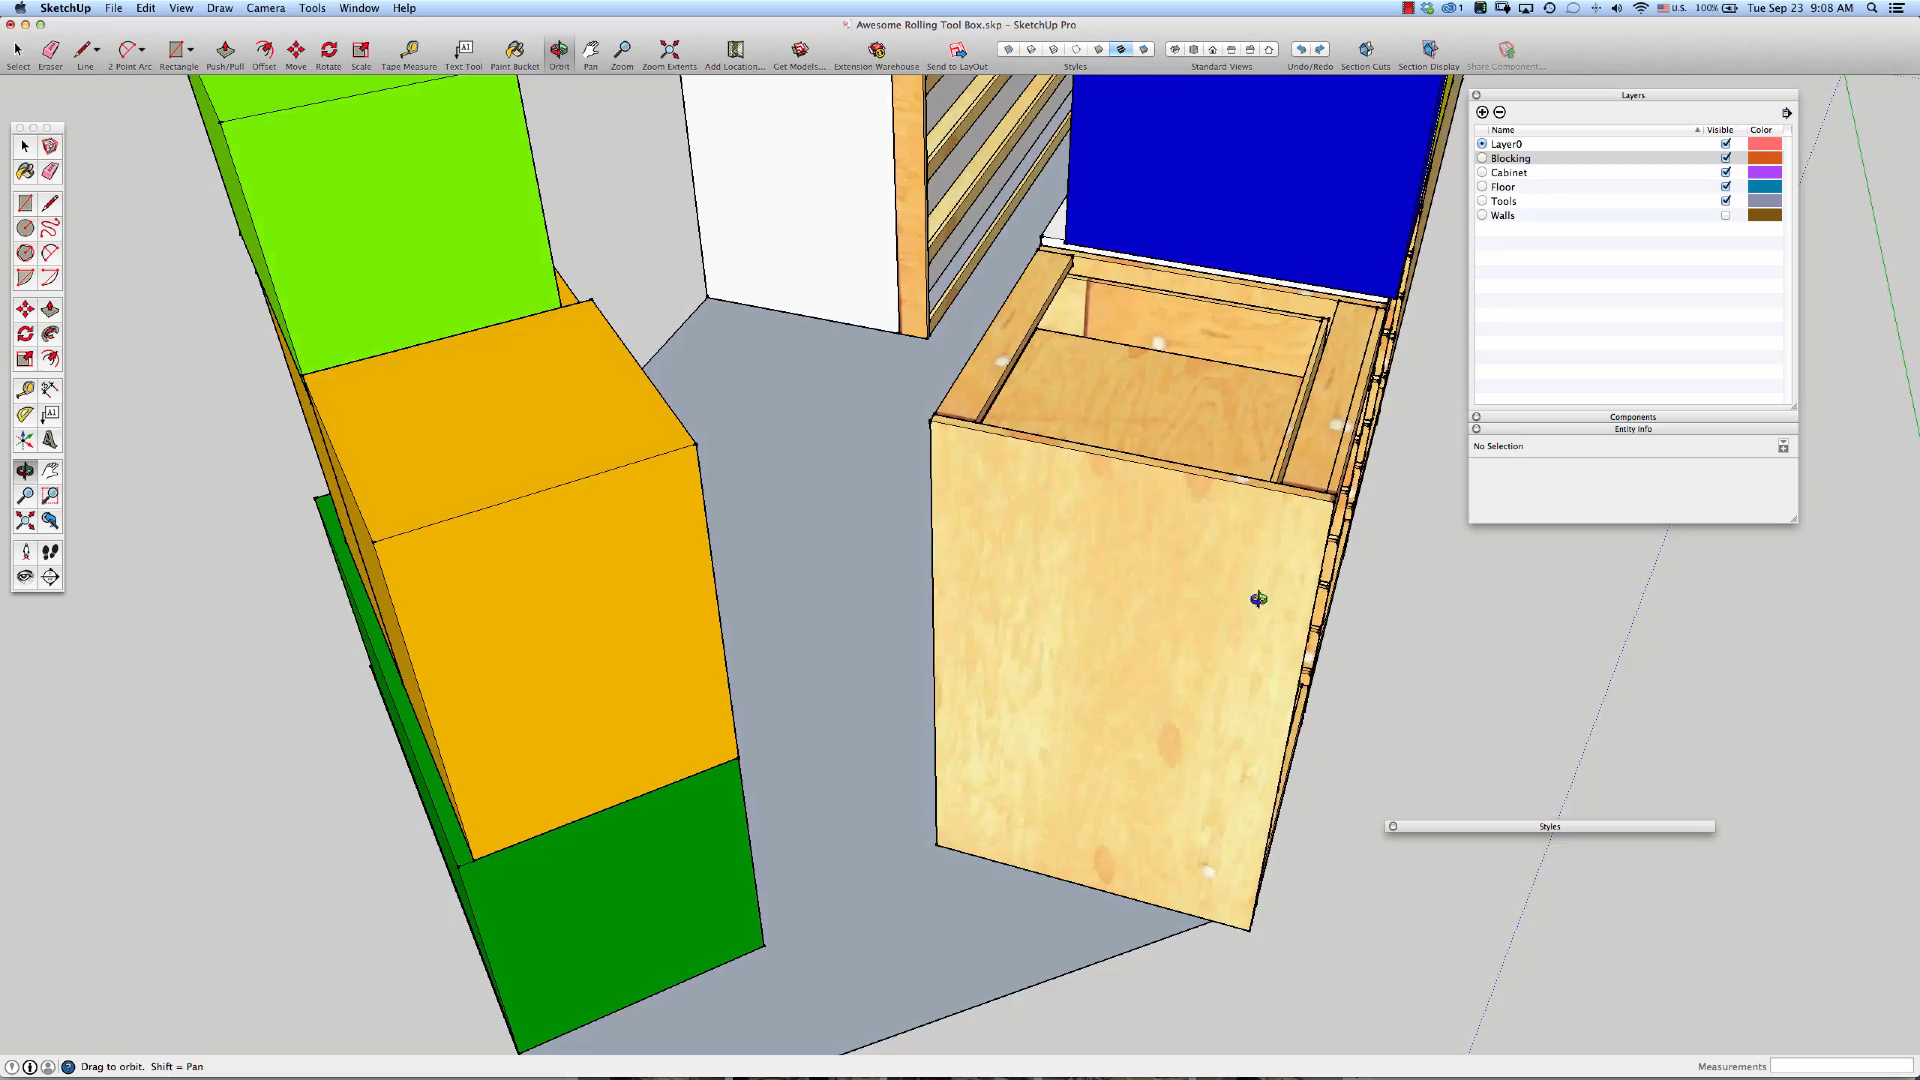 SketchUp File Edit View Draw Camera Tools Window Help
1 U.S. 100% Tue Sep 23 9:08 AM
Awesome Rolling Tool Box.skp - SketchUp Pro
Select Eraser Line 2 Point Arc Rectangle Push/Pull Offset Move Rotate Scale Tape Measure Text Tool Paint Bucket Orbit Pan Zoom Zoom Extents Add Location... Get Models... Extension Warehouse Send to LayOut Styles Standard Views Undo/Redo Section Cuts Section Display Share Component...
Layers
Name Visible Color
Layer0
Blocking
Cabinet
Floor
Tools
Walls
Components
Entity Info
No Selection
Styles
Drag to orbit. Shift = Pan
Measurements